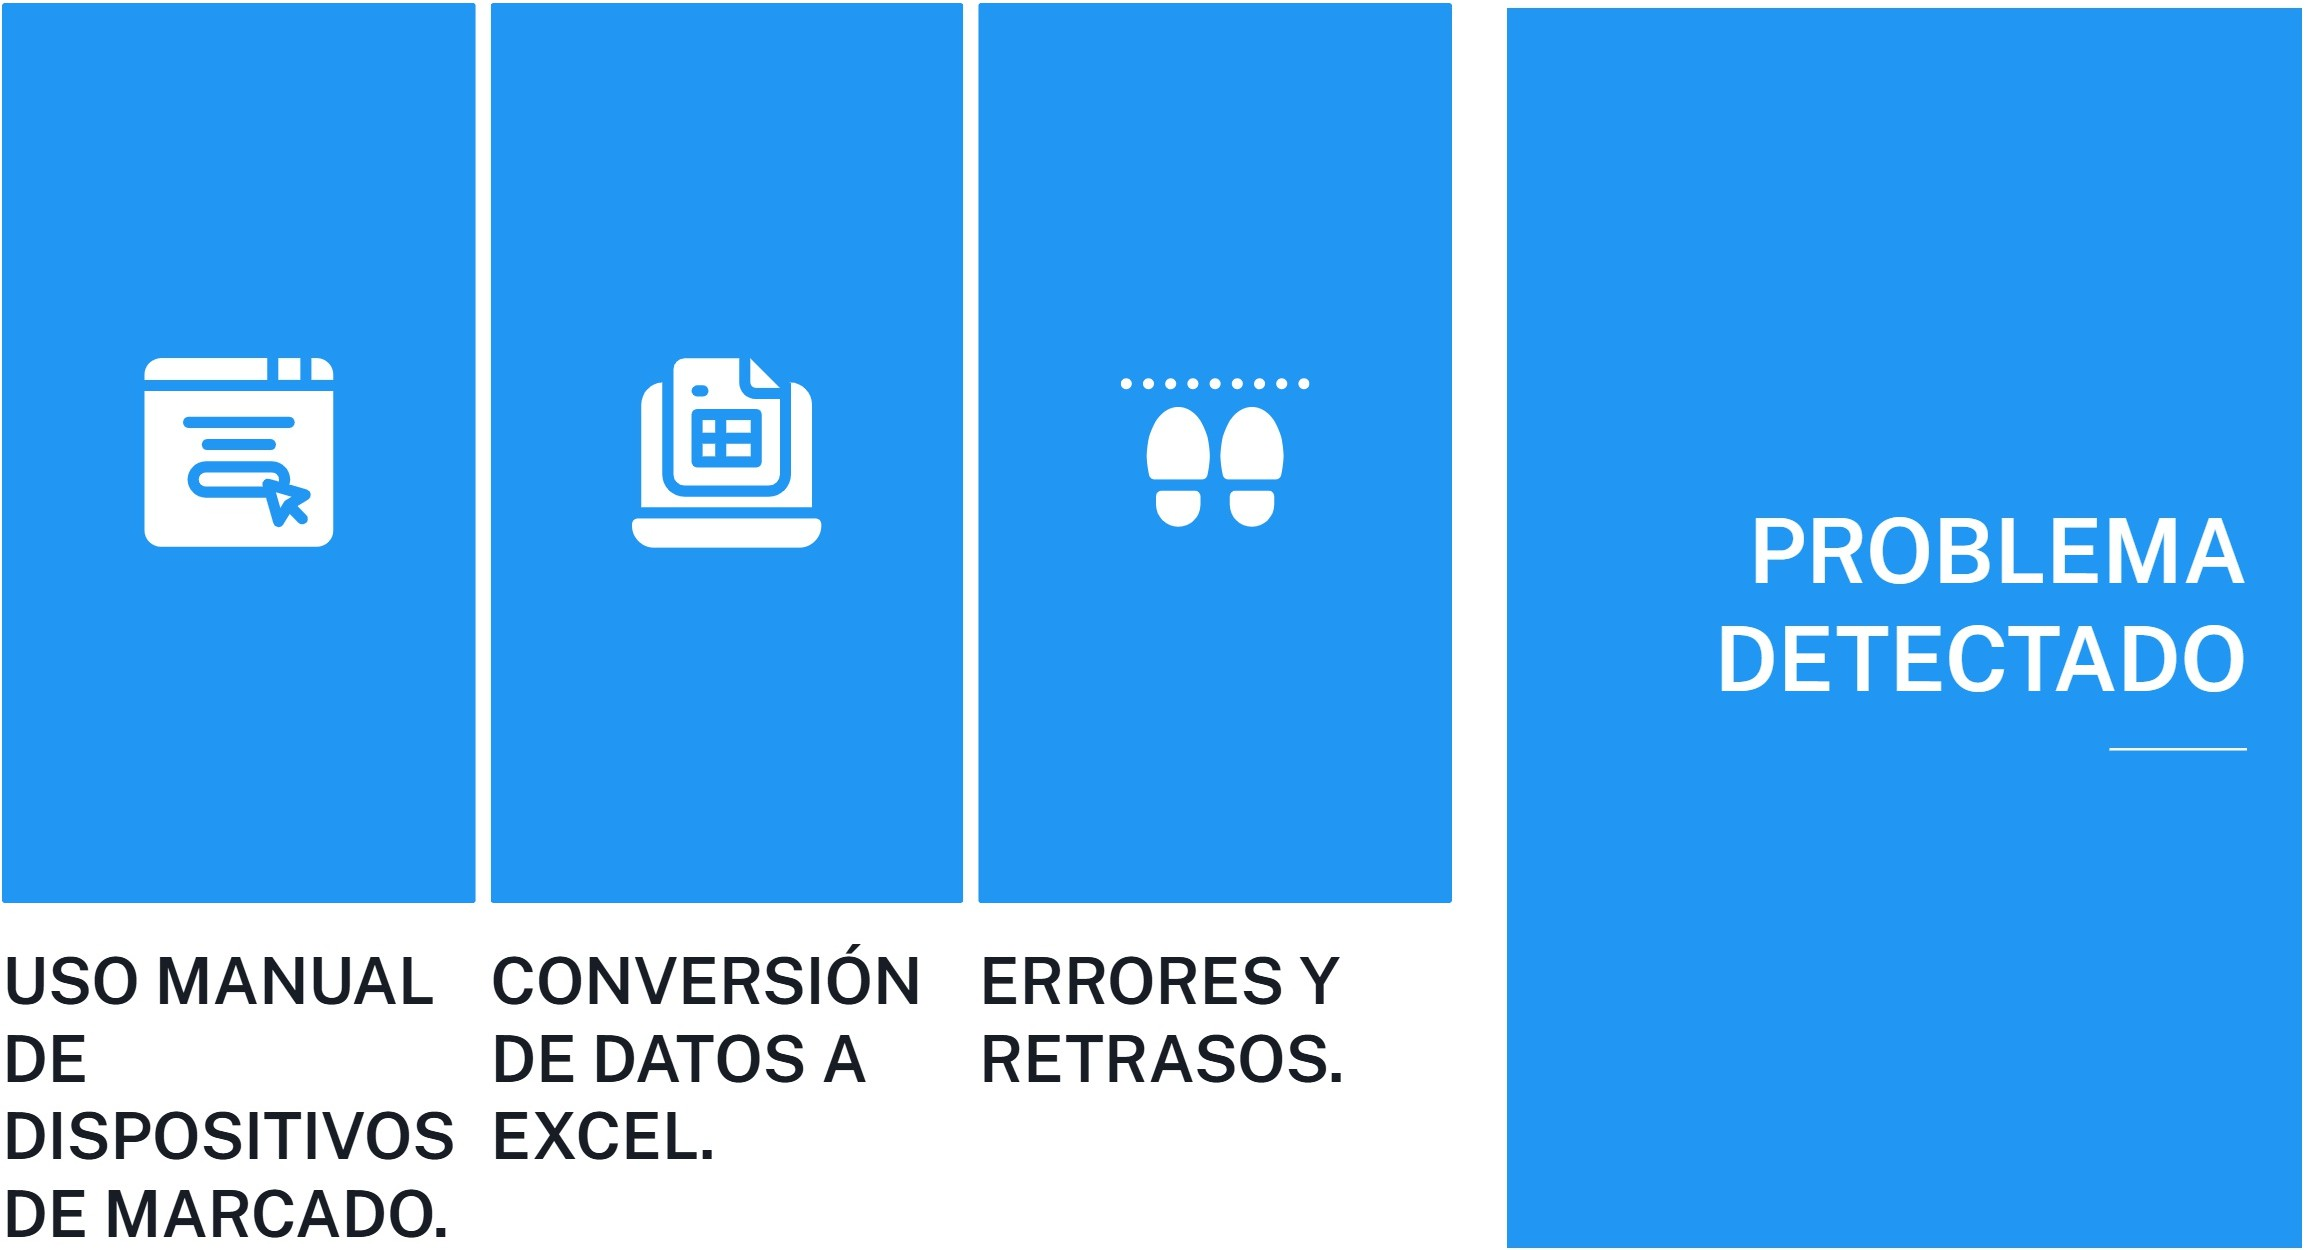 USO MANUAL
DE
DISPOSITIVOS
DE MARCADO.
CONVERSIÓN
DE DATOS A
EXCEL.
ERRORES Y
RETRASOS.
PROBLEMA
DETECTADO